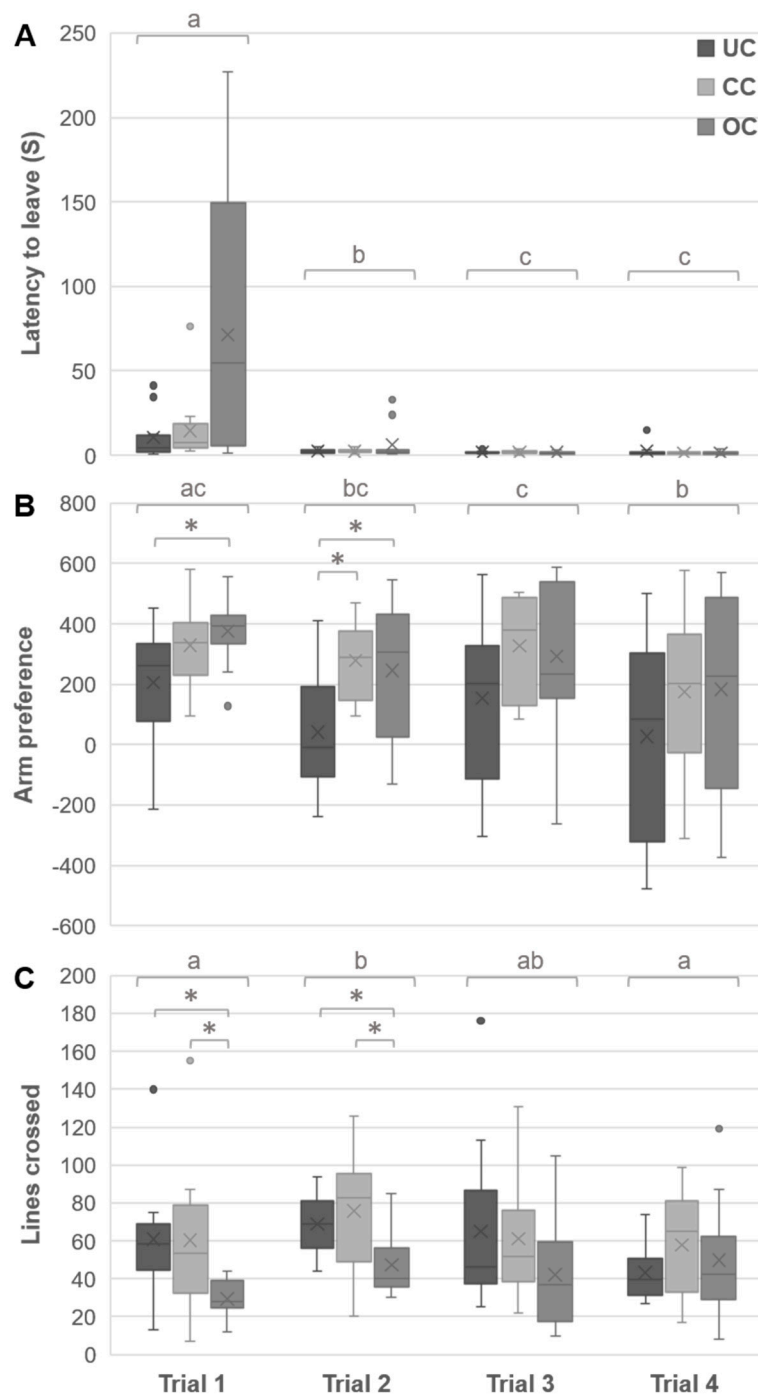 A
a
250
UC
CC
OC
200
150
100
50
0
Latency to leave (S)
b
c
c
B
ac
bc
c
b
800
600
400
200
0
-200
-400
-600
Arm preference
*
*
*
C
a
b
ab
a
200
180
160
140
120
100
80
60
40
20
0
Lines crossed
*
*
*
*
Trial 1 Trial 2 Trial 3 Trial 4